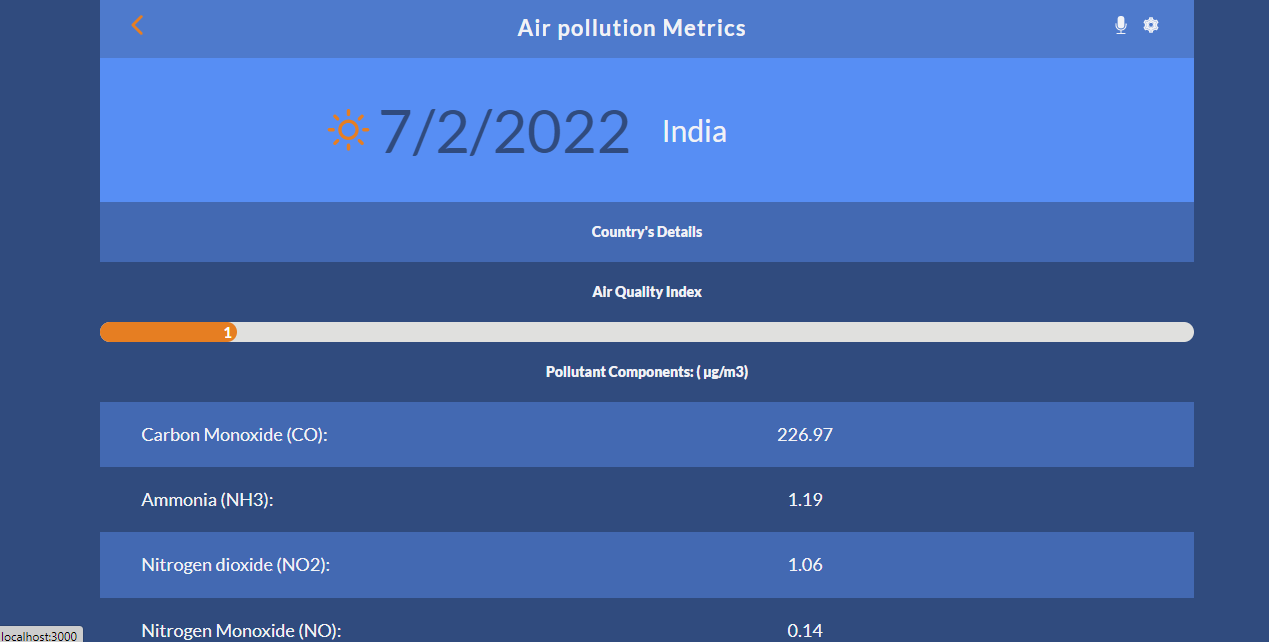 Air pollution Metrics
7/2/2022 India
Country's Details
Air Quality Index
1
Pollutant Components: ( µg/m3)
Carbon Monoxide (CO): 226.97
Ammonia (NH3): 1.19
Nitrogen dioxide (NO2): 1.06
Nitrogen Monoxide (NO): 0.14
localhost:3000